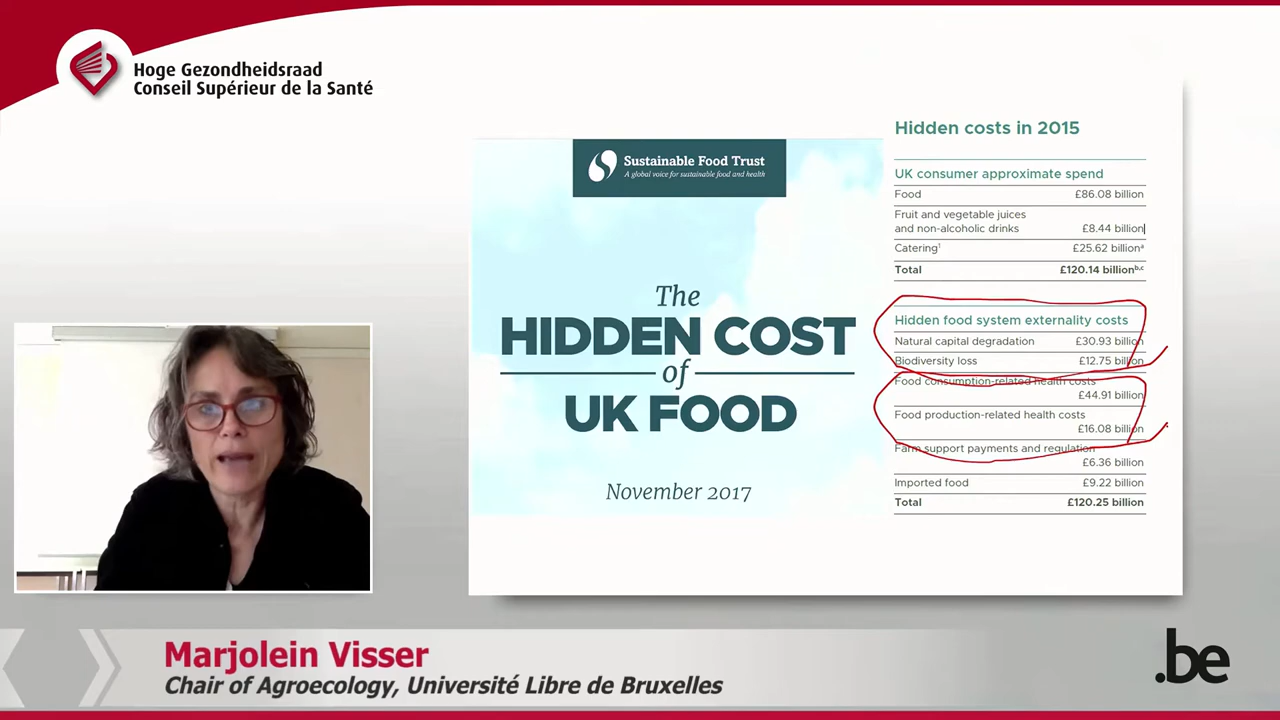 Hoge Gezondheidsraad
Conseil Supérieur de la Santé
Sustainable Food Trust
A global voice for sustainable food and health
The
HIDDEN COST
of
UK FOOD
November 2017
Hidden costs in 2015
UK consumer approximate spend
Food £86.08 billion
Fruit and vegetable juices
and non-alcoholic drinks £8.44 billion
Catering† £25.62 billionᵃ
Total £120.14 billionᵇ,ᶜ
Hidden food system externality costs
Natural capital degradation £30.93 billion
Biodiversity loss £12.75 billion
Food consumption-related health costs
£44.91 billion
Food production-related health costs
£16.08 billion
Farm support payments and regulation
£6.36 billion
Imported food £9.22 billion
Total £120.25 billion
Marjolein Visser
Chair of Agroecology, Université Libre de Bruxelles
.be